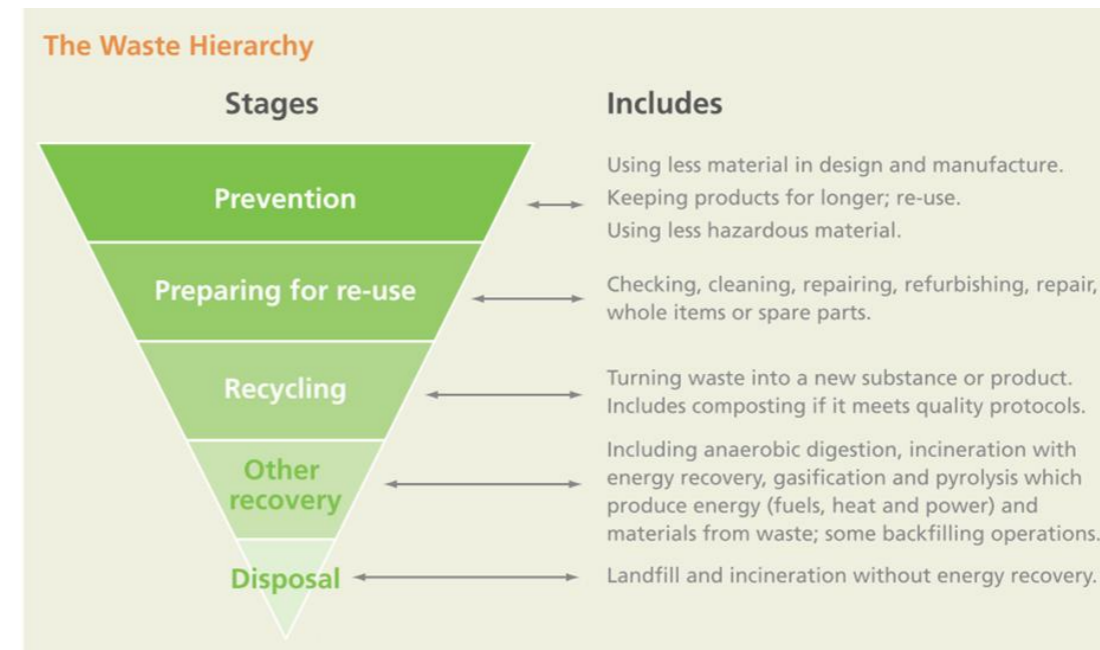 The Waste Hierarchy
Stages
Includes
Prevention
Using less material in design and manufacture.
Keeping products for longer; re-use.
Using less hazardous material.
Preparing for re-use
Checking, cleaning, repairing, refurbishing, repair,
whole items or spare parts.
Recycling
Turning waste into a new substance or product.
Includes composting if it meets quality protocols.
Other
recovery
Including anaerobic digestion, incineration with
energy recovery, gasification and pyrolysis which
produce energy (fuels, heat and power) and
materials from waste; some backfilling operations.
Disposal
Landfill and incineration without energy recovery.